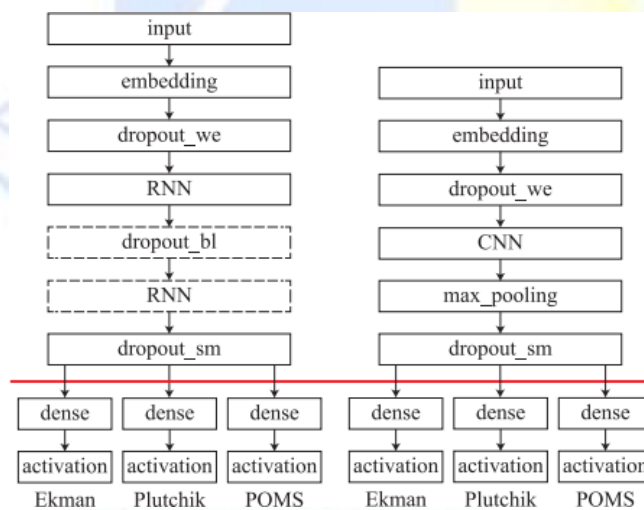 input
embedding
dropout_we
RNN
dropout_bl
RNN
dropout_sm
dense dense dense
activation activation activation
Ekman Plutchik POMS
input
embedding
dropout_we
CNN
max_pooling
dropout_sm
dense dense dense
activation activation activation
Ekman Plutchik POMS